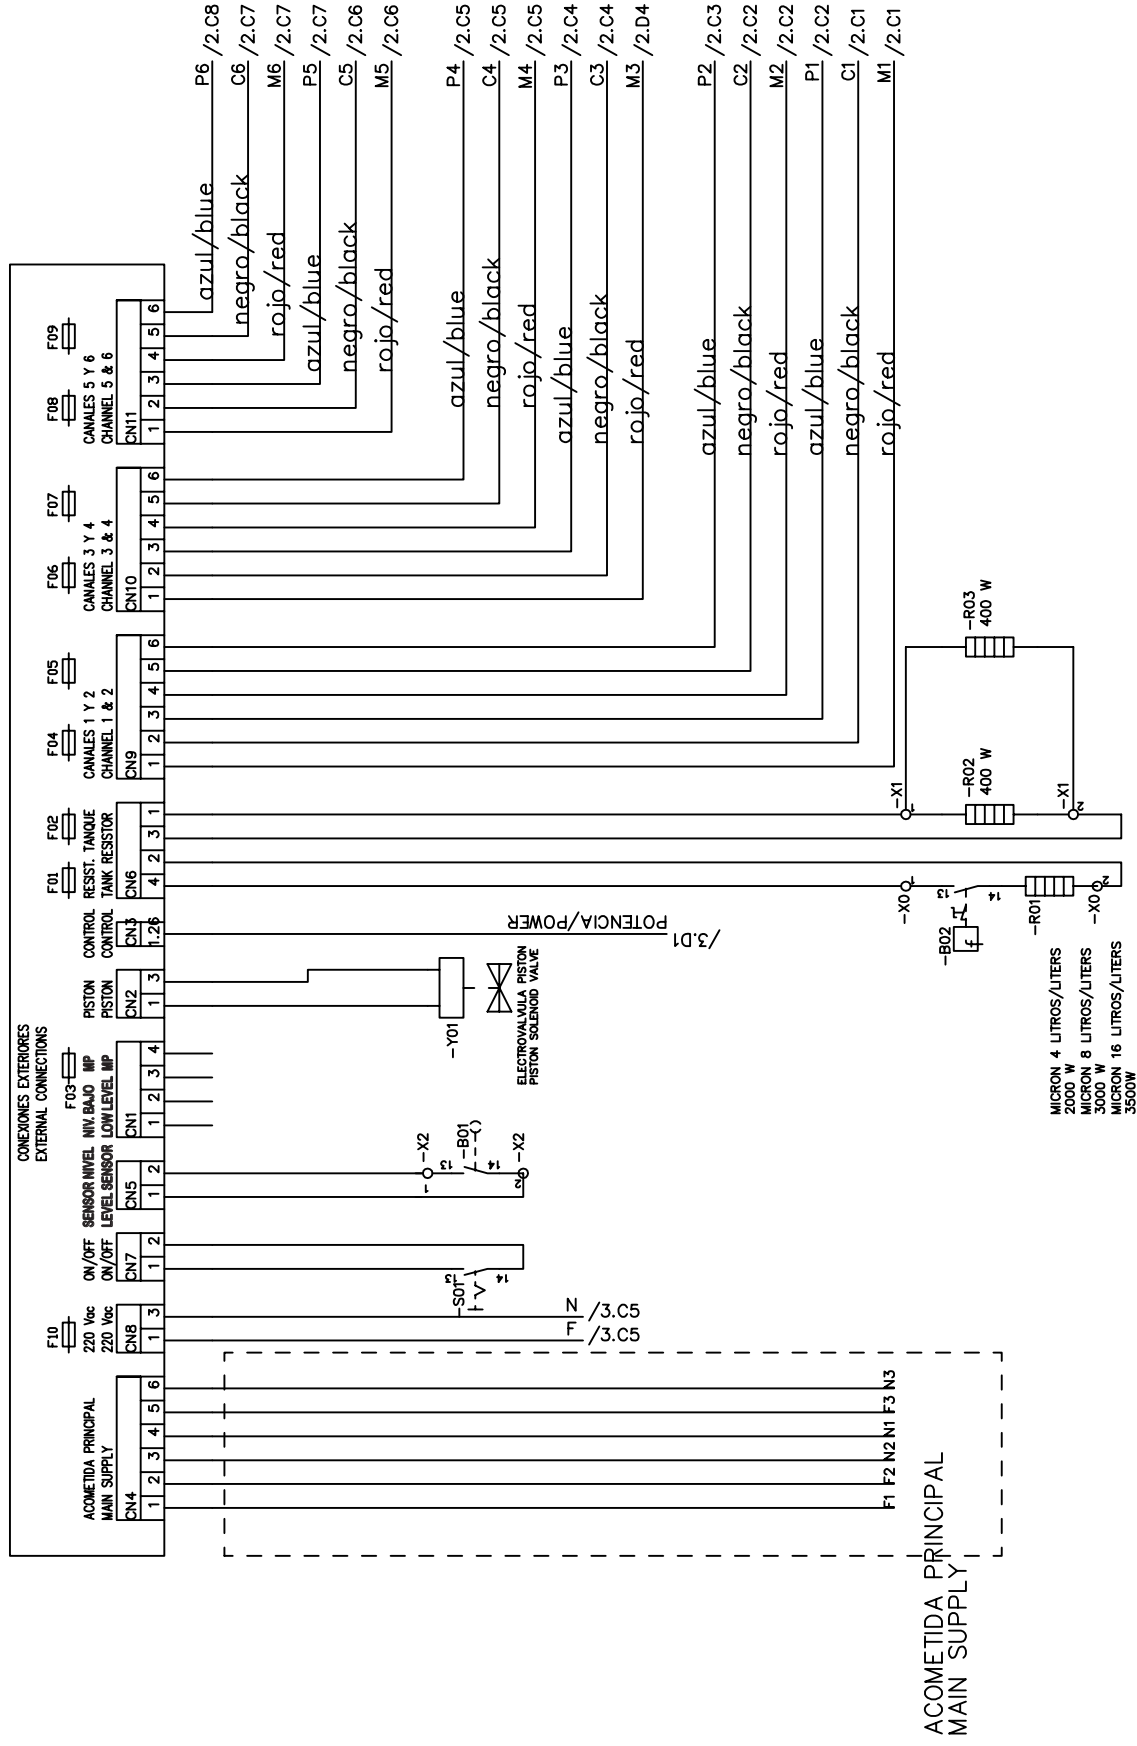 CONEXIONES EXTERIORES
EXTERNAL CONNECTIONS
F10
F03
F01
F02
F04
F05
F06
F07
F08
F09
ACOMETIDA PRINCIPAL
MAIN SUPPLY
220 Vac
220 Vac
ON/OFF
ON/OFF
SENSOR NIVEL
LEVEL SENSOR
NIV. BAJO MP
LOW LEVEL MP
PISTON
PISTON
CONTROL
CONTROL
RESIST. TANQUE
TANK RESISTOR
CANALES 1 Y 2
CHANNEL 1 & 2
CANALES 3 Y 4
CHANNEL 3 & 4
CANALES 5 Y 6
CHANNEL 5 & 6
CN4
1 2 3 4 5 6
CN8
1 3
CN7
1 2
CN5
1 2
CN1
1 2 3 4
CN2
1 3
CN3
1.26
CN6
4 2 3 1
CN9
1 2 3 4 5 6
CN10
1 2 3 4 5 6
CN11
1 2 3 4 5 6
azul/blue P6 /2.C8
negro/black C6 /2.C7
rojo/red M6 /2.C7
azul/blue P5 /2.C7
negro/black C5 /2.C6
rojo/red M5 /2.C6
azul/blue P4 /2.C5
negro/black C4 /2.C5
rojo/red M4 /2.C5
azul/blue P3 /2.C4
negro/black C3 /2.C4
rojo/red M3 /2.D4
azul/blue P2 /2.C3
negro/black C2 /2.C2
rojo/red M2 /2.C2
azul/blue P1 /2.C2
negro/black C1 /2.C1
rojo/red M1 /2.C1
F /3.C5
N /3.C5
-S01
13
14
-X2
1
13
-B01
14
-X2
2
-Y01
ELECTROVALVULA PISTON
PISTON SOLENOID VALVE
POTENCIA/POWER
/3.D1
-X0
1
13
14
-B02
-R01
-X0
2
-X1
1
-R02
400 W
-X1
2
-R03
400 W
MICRON 4 LITROS/LITERS
2000 W
MICRON 8 LITROS/LITERS
3000 W
MICRON 16 LITROS/LITERS
3500W
F1 F2 N2 N1 F3 N3
ACOMETIDA PRINCIPAL
MAIN SUPPLY